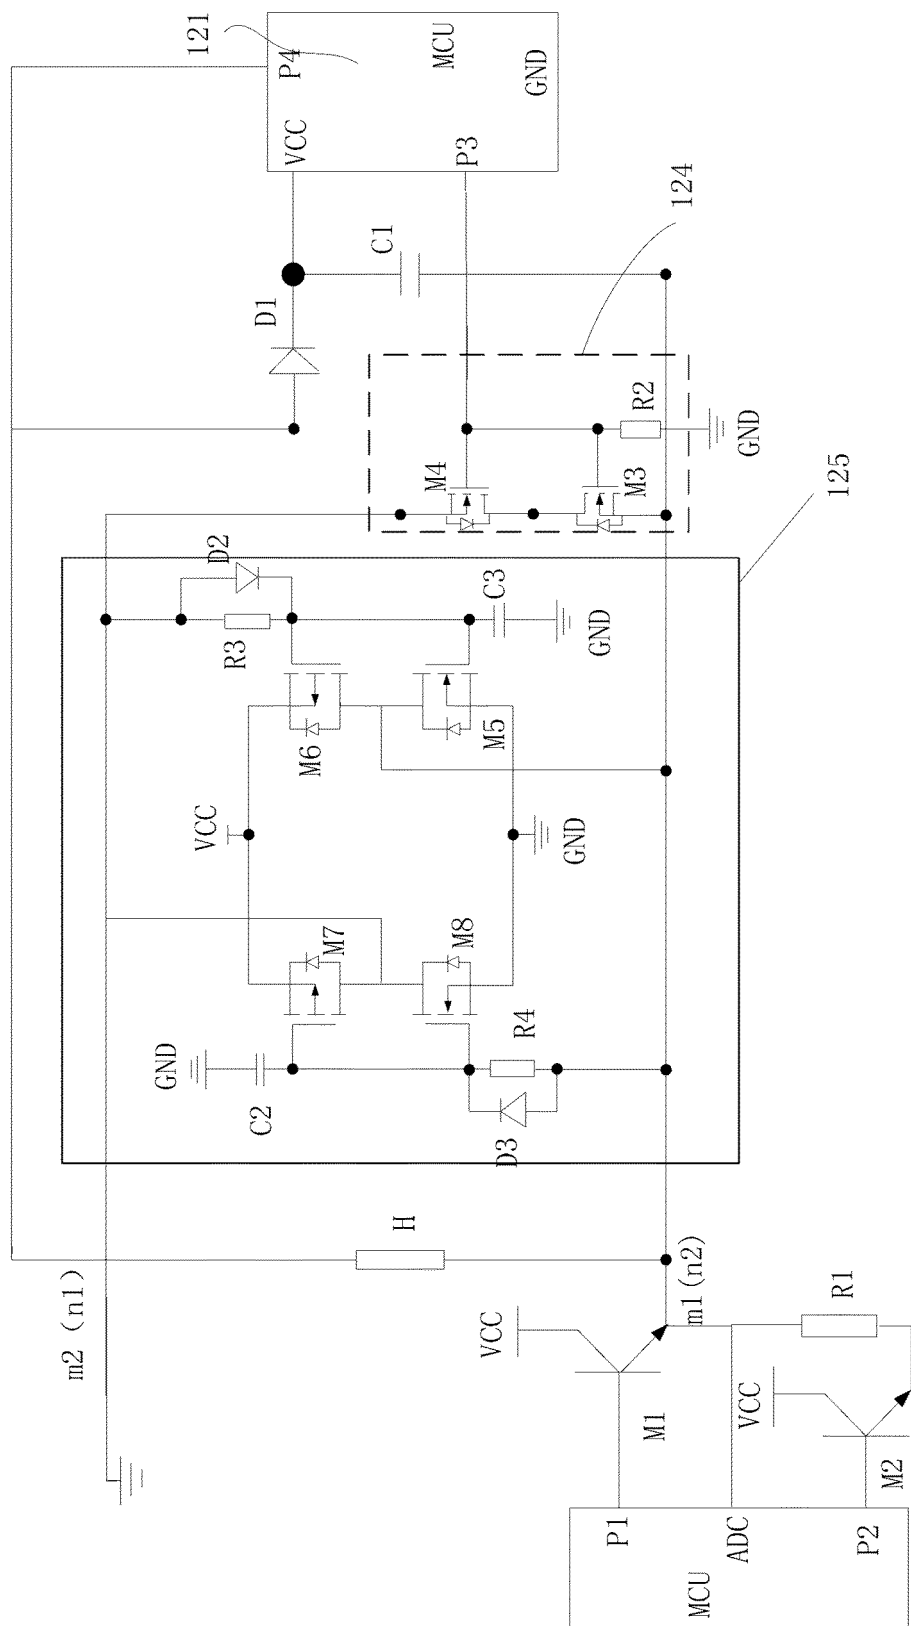 121
P4
MCU
GND
VCC
P3
124
C1
D1
R2
GND
M4
M3
125
D2
R3
C3
GND
M6
M5
VCC
GND
M7
M8
GND
C2
R4
D3
H
m2 (n1)
m1(n2)
VCC
R1
M1
VCC
M2
P1
ADC
P2
MCU